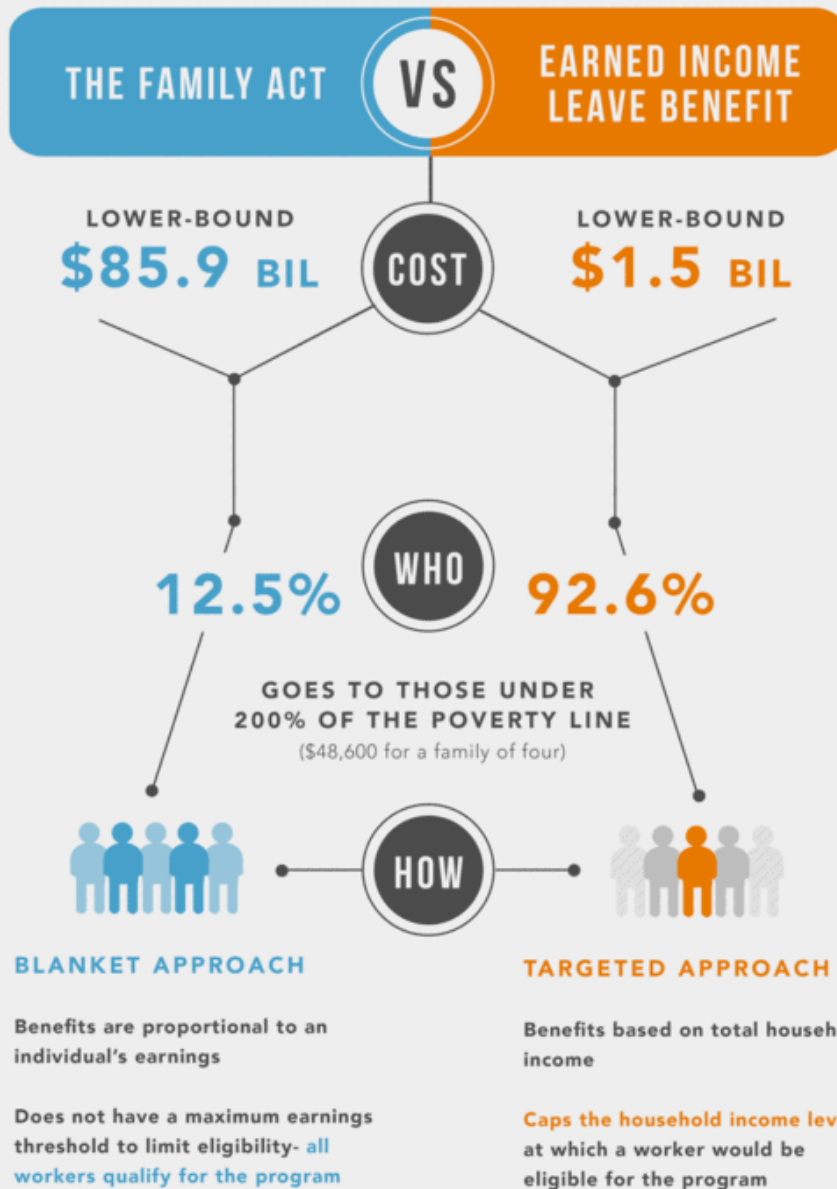 THE FAMILY ACT
VS
EARNED INCOME
LEAVE BENEFIT
LOWER-BOUND
$85.9 BIL
COST
LOWER-BOUND
$1.5 BIL
12.5%
WHO
92.6%
GOES TO THOSE UNDER
200% OF THE POVERTY LINE
($48,600 for a family of four)
HOW
BLANKET APPROACH
Benefits are proportional to an
individual's earnings
Does not have a maximum earnings
threshold to limit eligibility- all
workers qualify for the program
TARGETED APPROACH
Benefits based on total
income
Caps the household income
at which a worker would be
eligible for the program